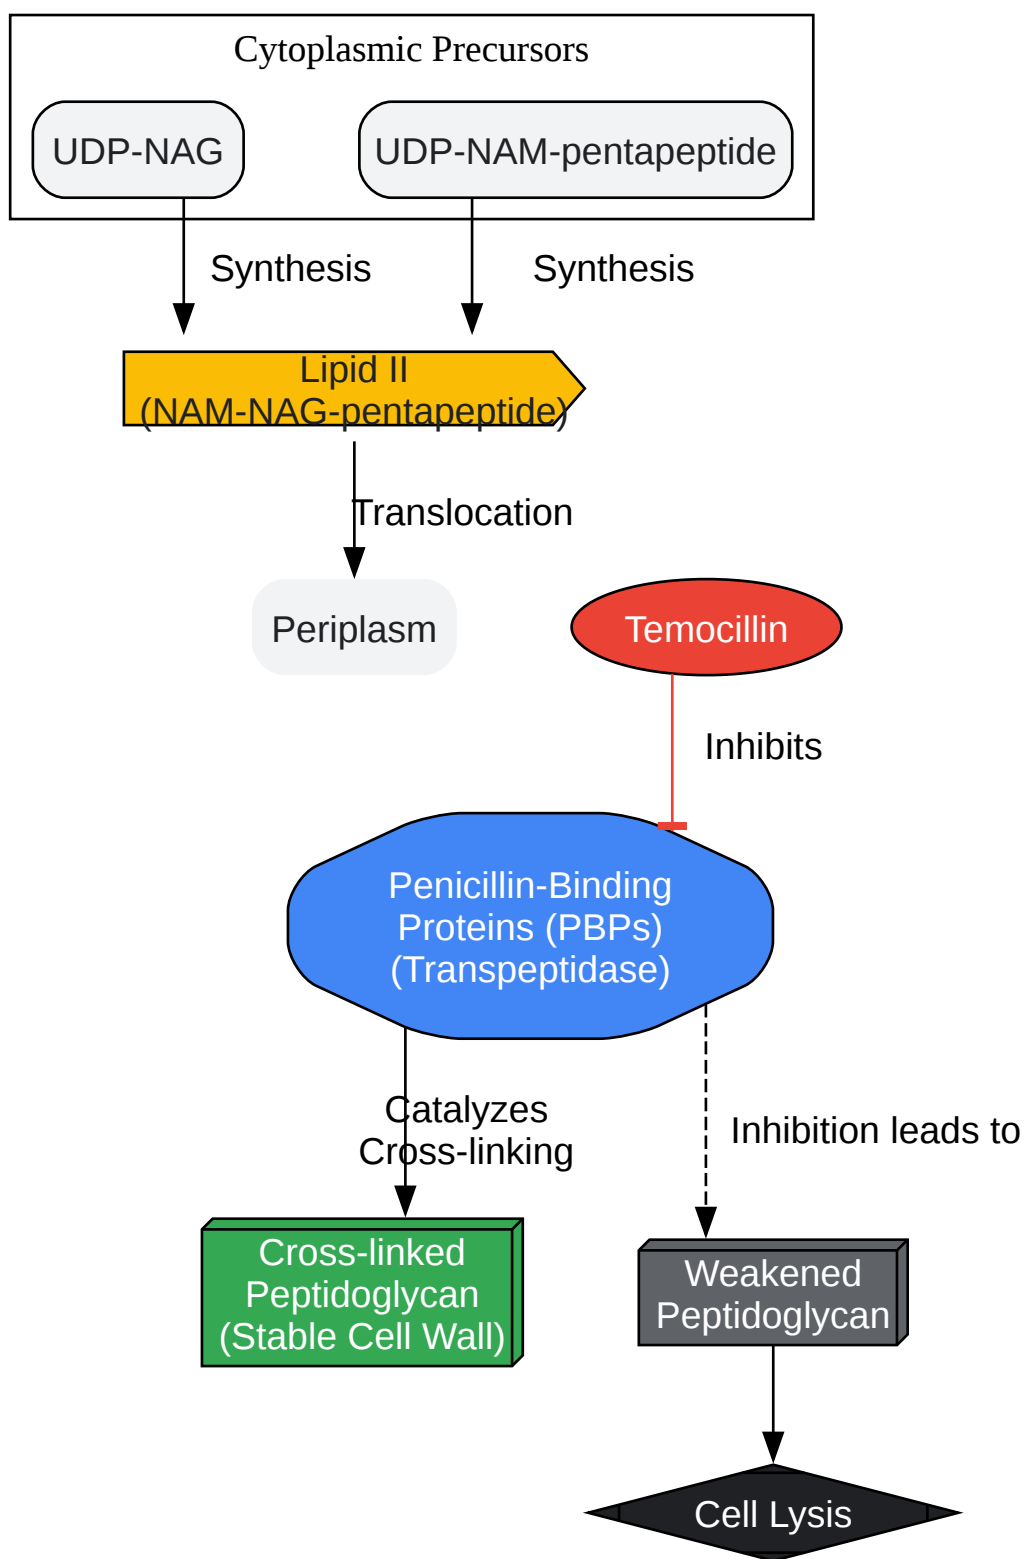 Cytoplasmic Precursors
UDP-NAG
UDP-NAM-pentapeptide
Synthesis
Synthesis
Lipid II
(NAM-NAG-pentapeptide)
Translocation
Periplasm
Temocillin
Inhibits
Penicillin-Binding
Proteins (PBPs)
(Transpeptidase)
Catalyzes
Cross-linking
Inhibition leads to
Cross-linked
Peptidoglycan
(Stable Cell Wall)
Weakened
Peptidoglycan
Cell Lysis